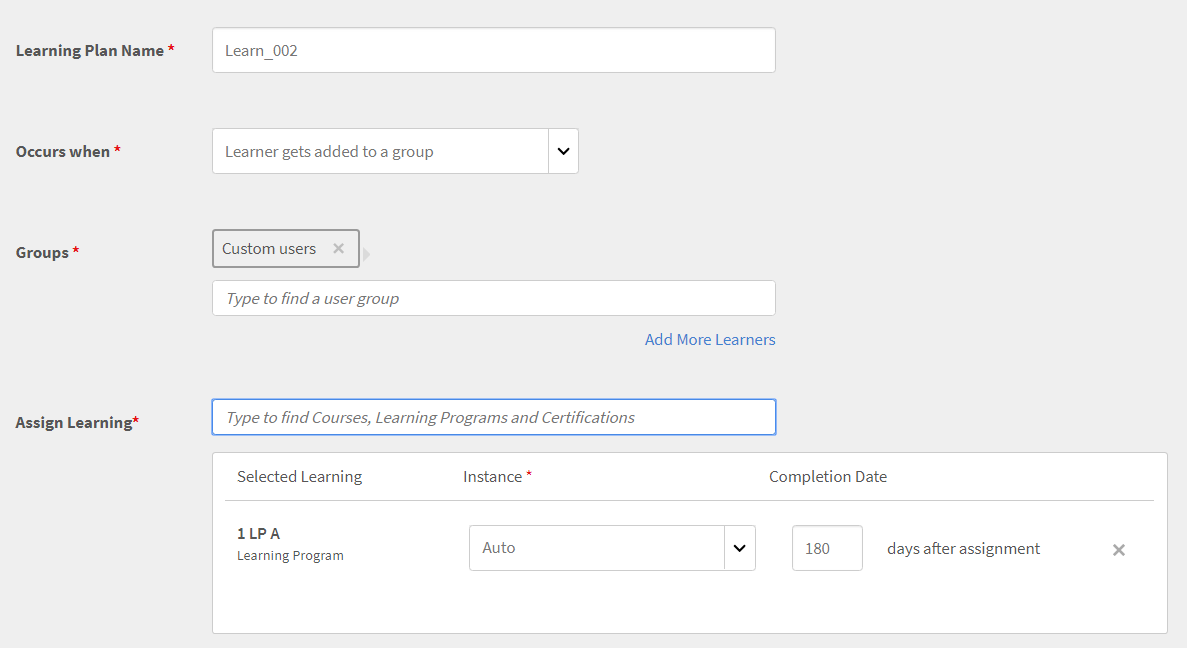 Learning Plan Name *
Learn_002
Occurs when *
Learner gets added to a group
Groups *
Custom users ×
Type to find a user group
Add More Learners
Assign Learning*
Type to find Courses, Learning Programs and Certifications
Selected Learning Instance * Completion Date
1 LP A
Learning Program
Auto 180 days after assignment ×